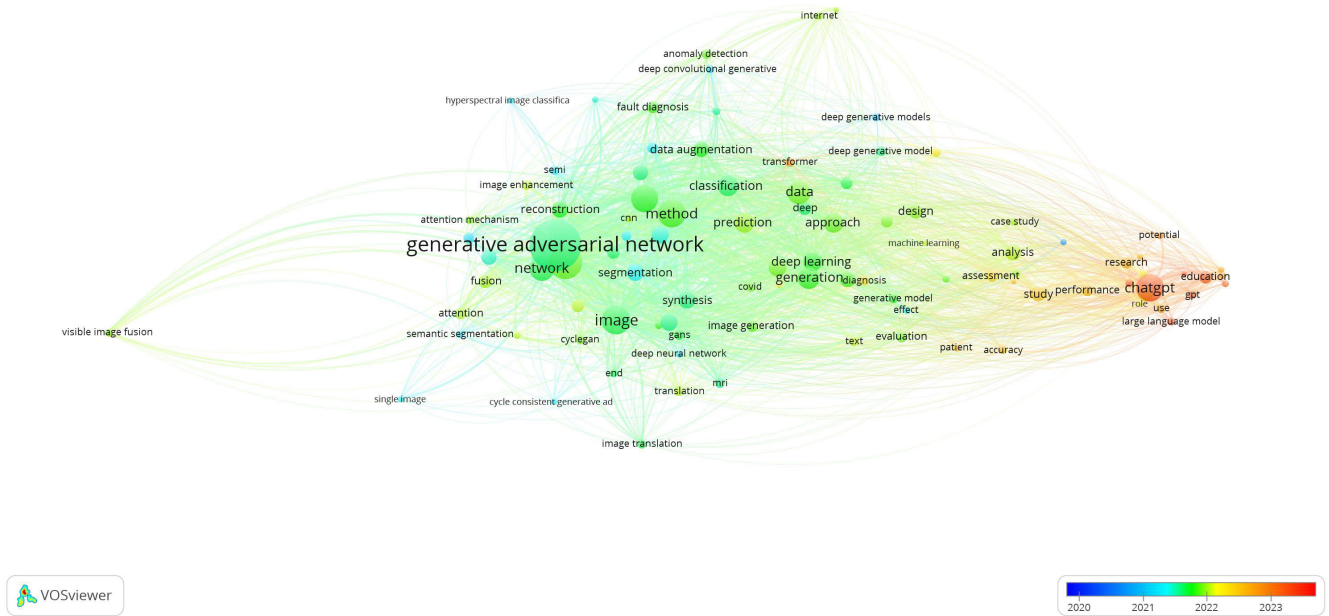 internet
anomaly detection
deep convolutional generative
hyperspectral image classifica
fault diagnosis
deep generative models
data augmentation
deep generative model
transformer
semi
image enhancement
classification
data
reconstruction
cnn
method
deep
attention mechanism
prediction
approach
design
case study
potential
generative adversarial network
machine learning
analysis
network
segmentation
deep learning
research
fusion
generation
diagnosis
assessment
education
covid
study
performance
chatgpt
gpt
synthesis
generative model
role
use
attention
effect
image
image generation
large language model
visible image fusion
semantic segmentation
cyclegan
gans
text
evaluation
patient
accuracy
deep neural network
end
mri
translation
single image
cycle consistent generative ad
image translation
VOSviewer
2020
2021
2022
2023